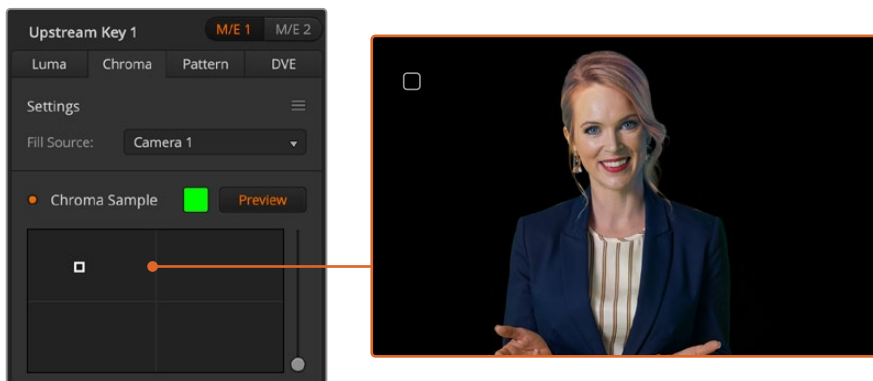 Upstream Key 1 M/E 1 M/E 2
Luma Chroma Pattern DVE
Settings
Fill Source: Camera 1
Chroma Sample Preview